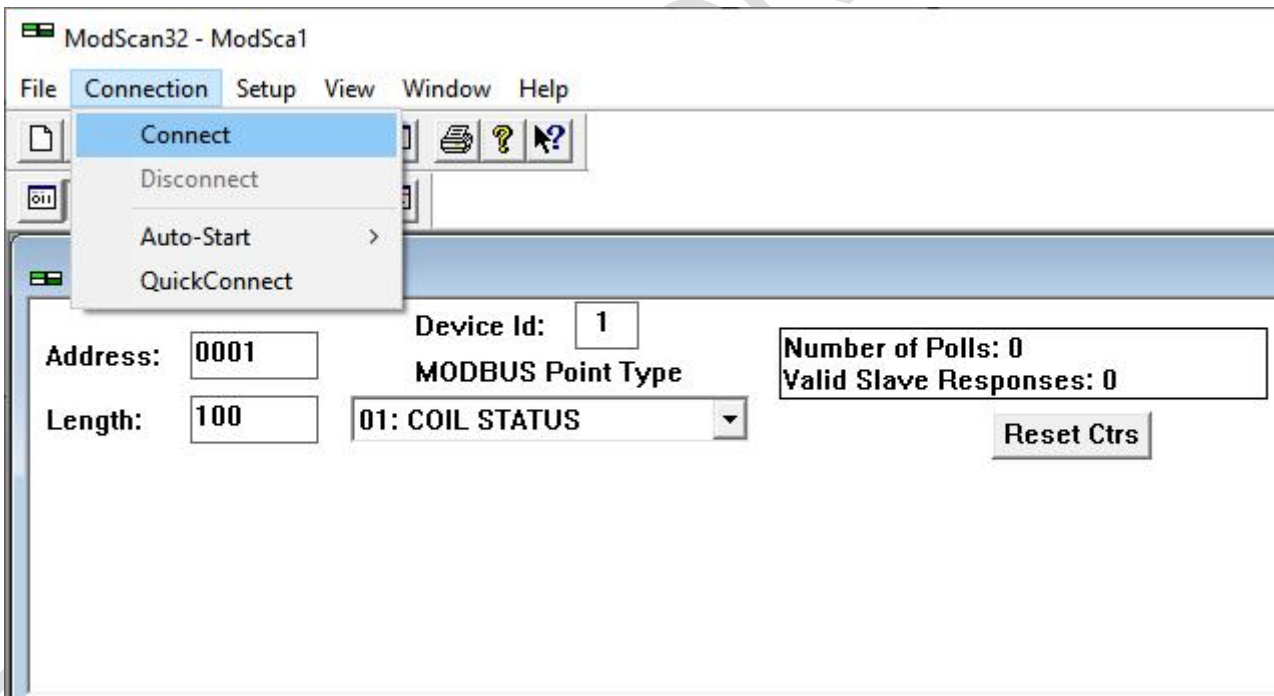 ModScan32 - ModSca1
File Connection Setup View Window Help
Connect
Disconnect
Auto-Start >
QuickConnect
Device Id: 1
Address: 0001
MODBUS Point Type
Length: 100
01: COIL STATUS
Number of Polls: 0
Valid Slave Responses: 0
Reset Ctrs